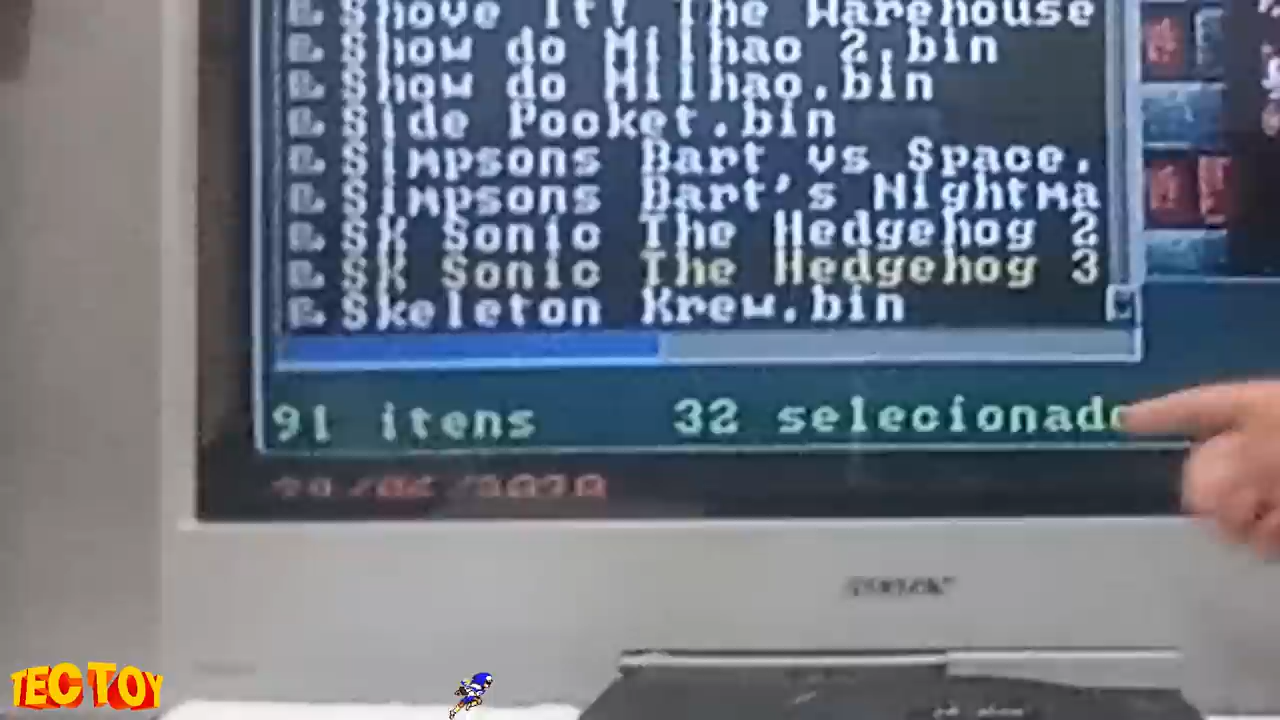 Shove It! The Warehouse
Show do Milhao 2.bin
Show do Milhao.bin
Side Pocket.bin
Simpsons Bart vs Space.
Simpsons Bart's Nightma
SK Sonic The Hedgehog 2
SK Sonic The Hedgehog 3
Skeleton Krew.bin
91 itens 32 selecionado
TEC TOY